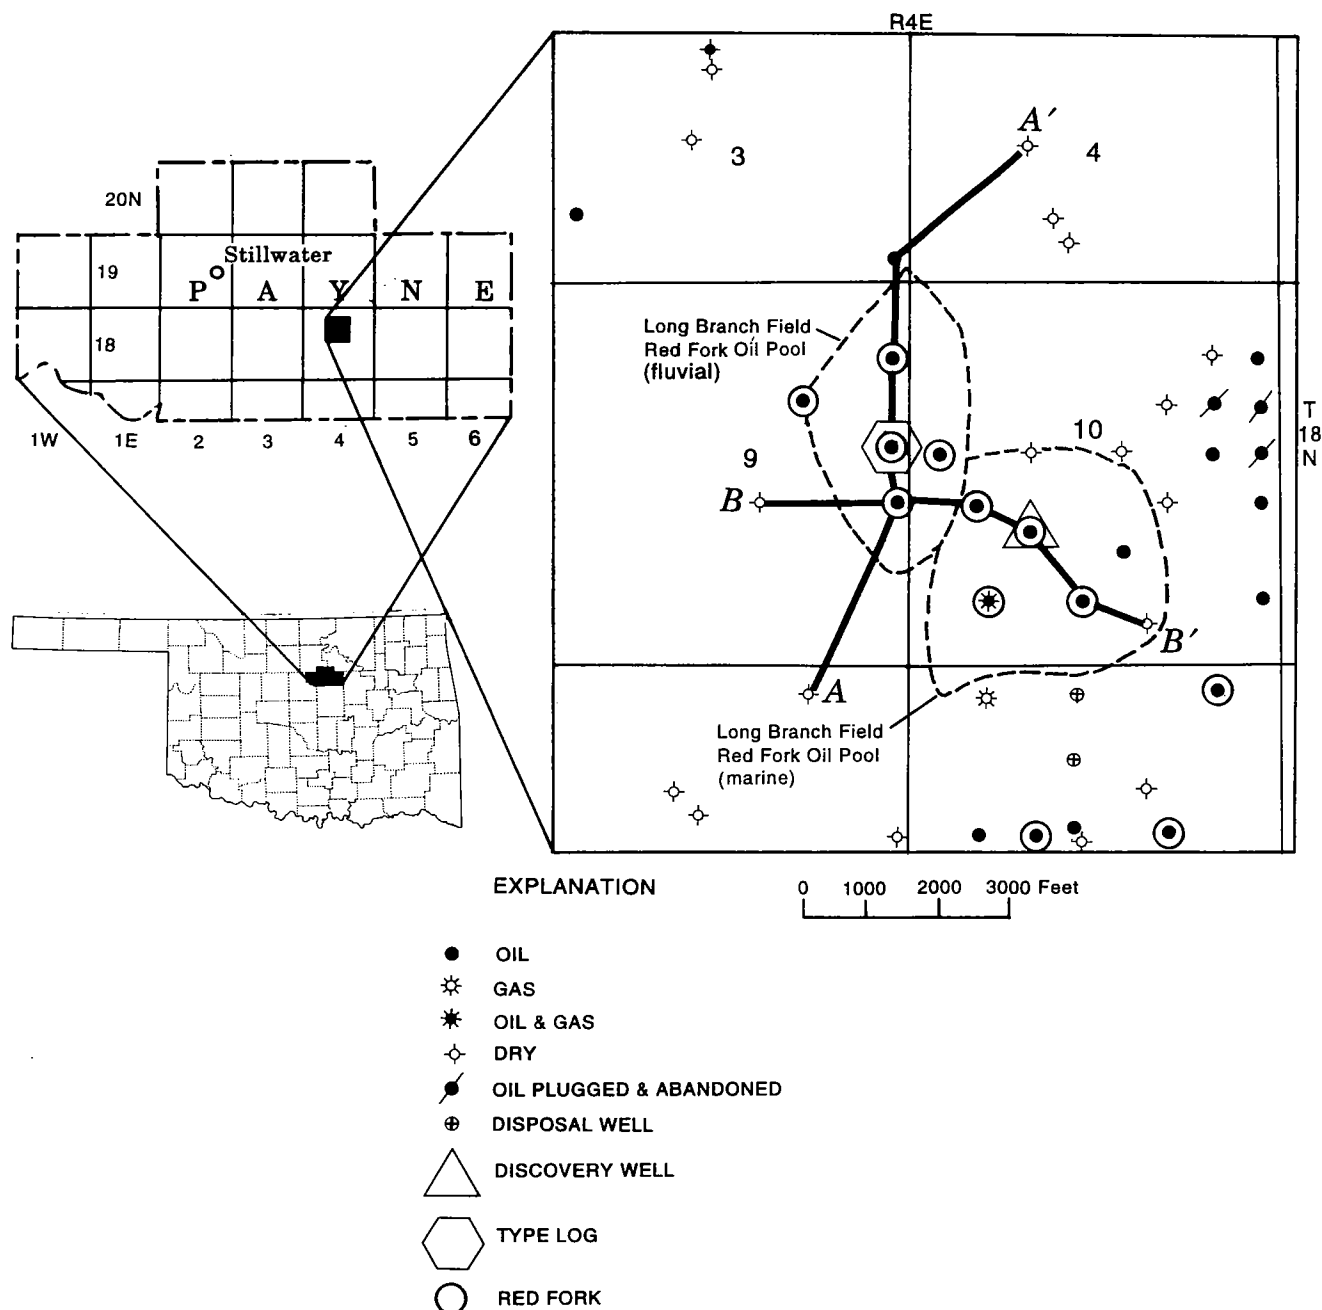 R4E
A′
3
4
20N
Stillwater
19
P A Y N E
18
1W 1E 2 3 4 5 6
Long Branch Field
Red Fork Oil Pool
(fluvial)
9
10
T
18
N
B
B′
A
Long Branch Field
Red Fork Oil Pool
(marine)
EXPLANATION
0 1000 2000 3000 Feet
OIL
GAS
OIL & GAS
DRY
OIL PLUGGED & ABANDONED
DISPOSAL WELL
DISCOVERY WELL
TYPE LOG
RED FORK